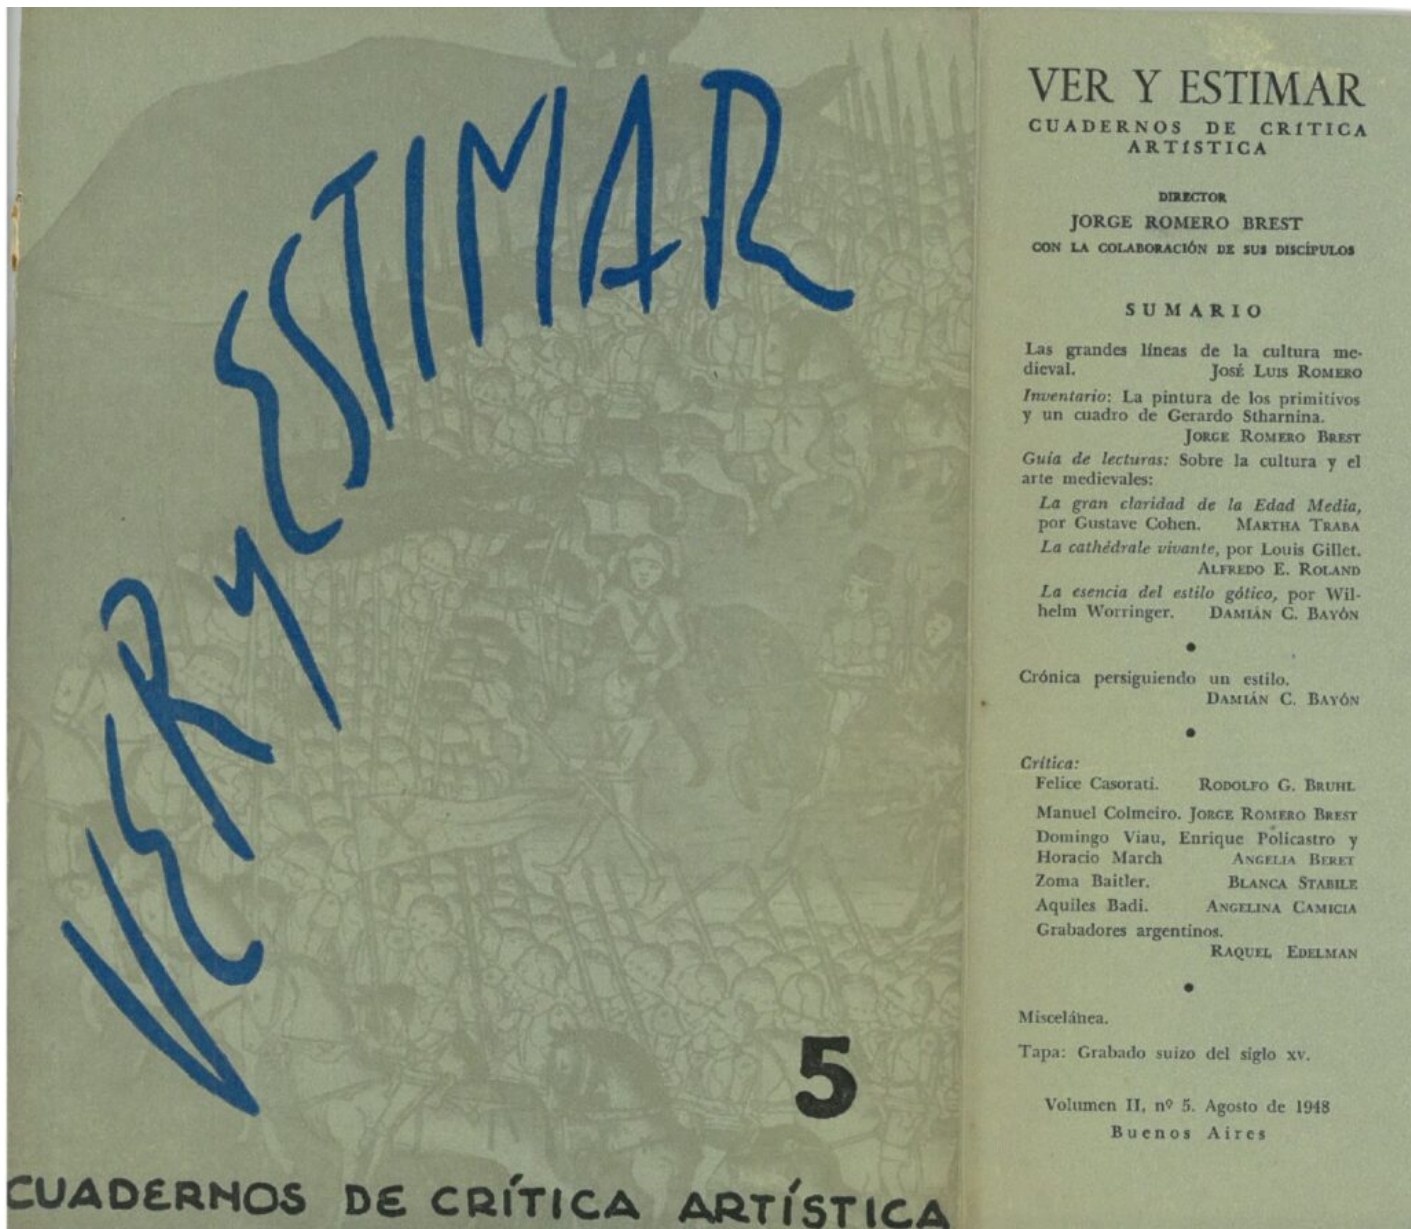 VER Y ESTIMAR
5
CUADERNOS DE CRÍTICA ARTÍSTICA
VER Y ESTIMAR
CUADERNOS DE CRÍTICA
ARTÍSTICA
DIRECTOR
JORGE ROMERO BREST
CON LA COLABORACIÓN DE SUS DISCÍPULOS
SUMARIO
Las grandes líneas de la cultura me-
dieval. JOSÉ LUIS ROMERO
Inventario: La pintura de los primitivos
y un cuadro de Gerardo Stharnina.
JORGE ROMERO BREST
Guía de lecturas: Sobre la cultura y el
arte medievales:
La gran claridad de la Edad Media,
por Gustave Cohen. MARTHA TRABA
La cathédrale vivante, por Louis Gillet.
ALFREDO E. ROLAND
La esencia del estilo gótico, por Wil-
helm Worringer. DAMIÁN C. BAYÓN
Crónica persiguiendo un estilo.
DAMIÁN C. BAYÓN
Crítica:
Felice Casorati. RODOLFO G. BRUHL
Manuel Colmeiro. JORGE ROMERO BREST
Domingo Viau, Enrique Policastro y
Horacio March ANGELIA BERET
Zoma Baitler. BLANCA STABILE
Aquiles Badi. ANGELINA CAMICIA
Grabadores argentinos.
RAQUEL EDELMAN
Miscelánea.
Tapa: Grabado suizo del siglo XV.
Volumen II, nº 5. Agosto de 1948
Buenos Aires